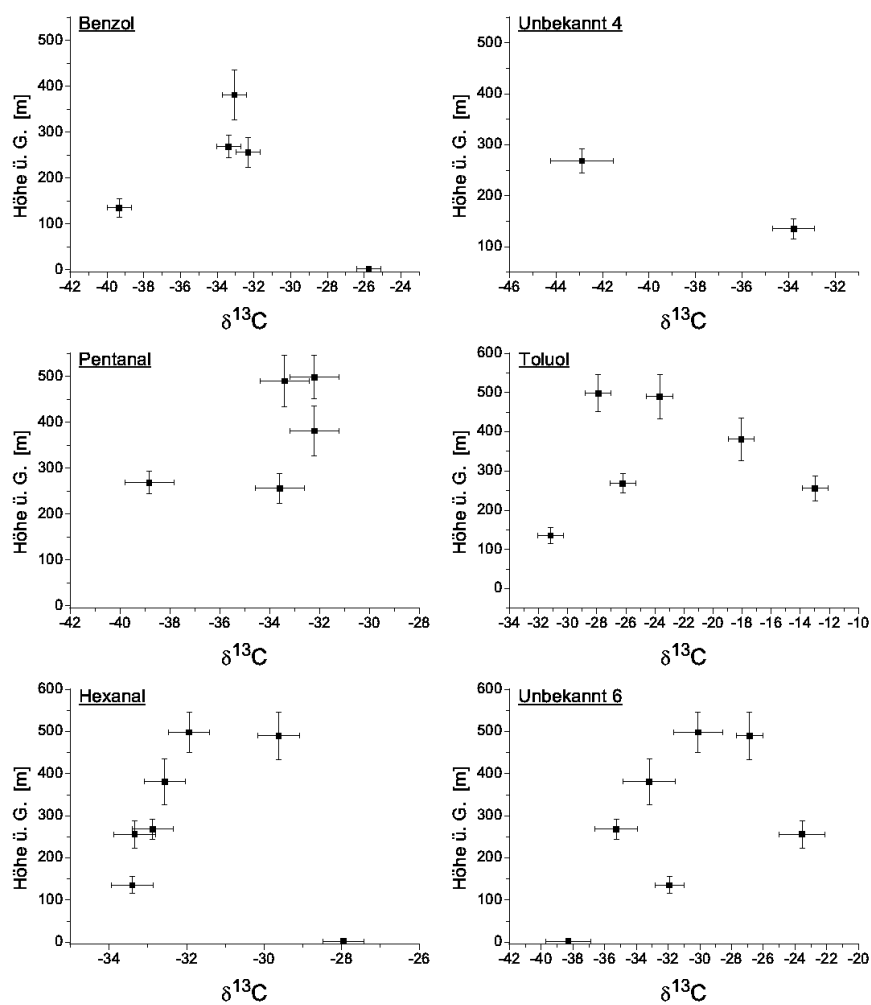 Benzol
500
400
300
200
100
0
Höhe ü. G. [m]
-42 -40 -38 -36 -34 -32 -30 -28 -26 -24
δ13C
Unbekannt 4
500
400
300
200
100
Höhe ü. G. [m]
-46 -44 -42 -40 -38 -36 -34 -32
δ13C
Pentanal
500
400
300
200
100
0
Höhe ü. G. [m]
-42 -40 -38 -36 -34 -32 -30 -28
δ13C
Toluol
600
500
400
300
200
100
0
Höhe ü. G. [m]
-34 -32 -30 -28 -26 -24 -22 -20 -18 -16 -14 -12 -10
δ13C
Hexanal
600
500
400
300
200
100
0
Höhe ü. G. [m]
-34 -32 -30 -28 -26
δ13C
Unbekannt 6
600
500
400
300
200
100
0
Höhe ü. G. [m]
-42 -40 -38 -36 -34 -32 -30 -28 -26 -24 -22 -20
δ13C